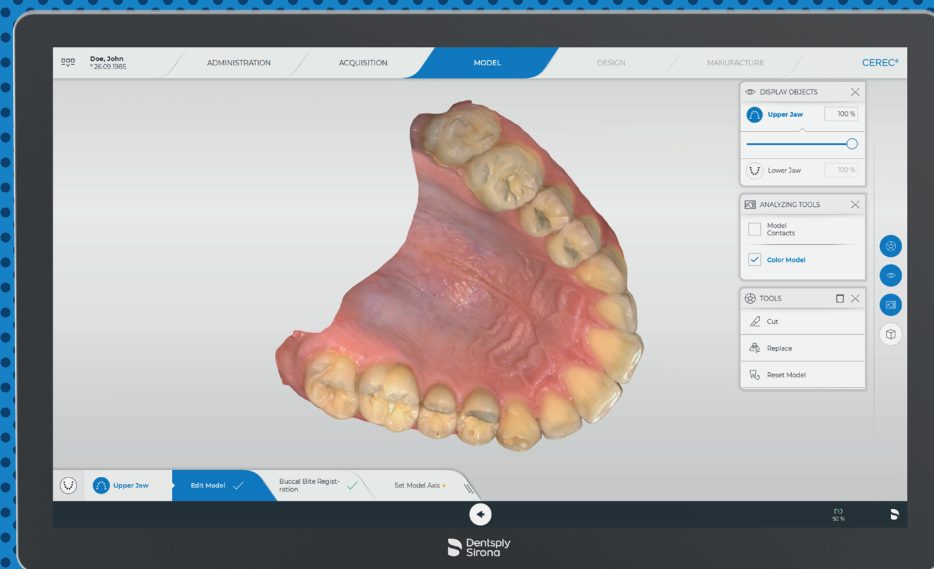 Doe, John
*26.09.1985
ADMINISTRATION
ACQUISITION
MODEL
DESIGN
MANUFACTURE
CEREC®
DISPLAY OBJECTS
Upper Jaw
100 %
Lower Jaw
100 %
ANALYZING TOOLS
Model
Contacts
Color Model
TOOLS
Cut
Replace
Reset Model
Upper Jaw
Edit Model
Buccal Bite Regist-
ration
Set Model Axis
92 %
Dentsply
Sirona